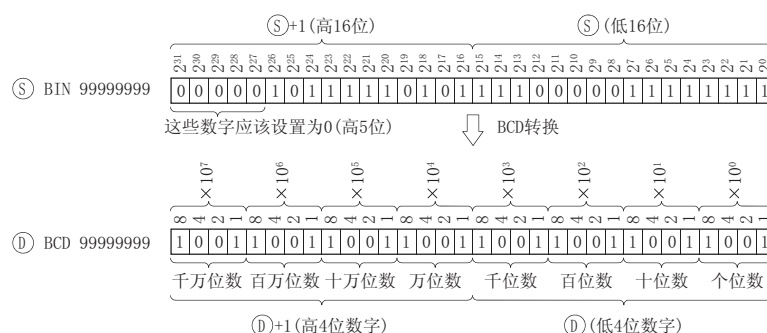 Ⓢ+1(高16位) Ⓢ(低16位)
2³¹ 2³⁰ 2²⁹ 2²⁸ 2²⁷ 2²⁶ 2²⁵ 2²⁴ 2²³ 2²² 2²¹ 2²⁰ 2¹⁹ 2¹⁸ 2¹⁷ 2¹⁶ 2¹⁵ 2¹⁴ 2¹³ 2¹² 2¹¹ 2¹⁰ 2⁹ 2⁸ 2⁷ 2⁶ 2⁵ 2⁴ 2³ 2² 2¹ 2⁰
Ⓢ BIN 99999999 0 0 0 0 0 1 0 1 1 1 1 1 0 1 0 1 1 1 1 0 0 0 0 0 1 1 1 1 1 1 1 1
这些数字应该设置为0(高5位) BCD转换
×10⁷ ×10⁶ ×10⁵ ×10⁴ ×10³ ×10² ×10¹ ×10⁰
8 4 2 1 8 4 2 1 8 4 2 1 8 4 2 1 8 4 2 1 8 4 2 1 8 4 2 1 8 4 2 1
Ⓓ BCD 99999999 1 0 0 1 1 0 0 1 1 0 0 1 1 0 0 1 1 0 0 1 1 0 0 1 1 0 0 1 1 0 0 1
千万位数 百万位数 十万位数 万位数 千位数 百位数 十位数 个位数
Ⓓ+1(高4位数字) Ⓓ(低4位数字)